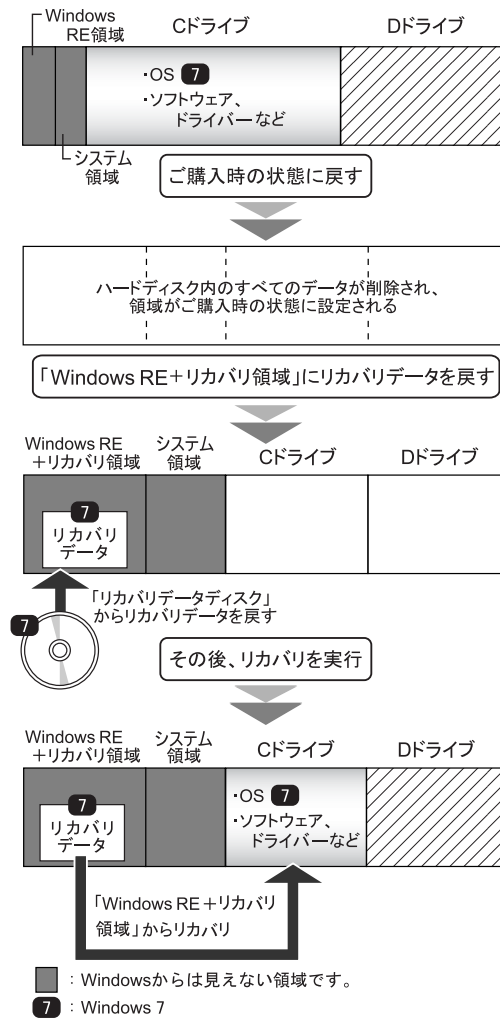 Windows
RE領域
Cドライブ
Dドライブ
・OS 7
・ソフトウェア、
ドライバーなど
システム
領域
ご購入時の状態に戻す
ハードディスク内のすべてのデータが削除され、
領域がご購入時の状態に設定される
「Windows RE+リカバリ領域」にリカバリデータを戻す
Windows RE
+リカバリ領域
システム
領域
Cドライブ
Dドライブ
7
リカバリ
データ
「リカバリデータディスク」
からリカバリデータを戻す
7
その後、リカバリを実行
Windows RE
+リカバリ領域
システム
領域
Cドライブ
Dドライブ
7
リカバリ
データ
・OS 7
・ソフトウェア、
ドライバーなど
「Windows RE+リカバリ
領域」からリカバリ
：Windowsからは見えない領域です。
7：Windows 7